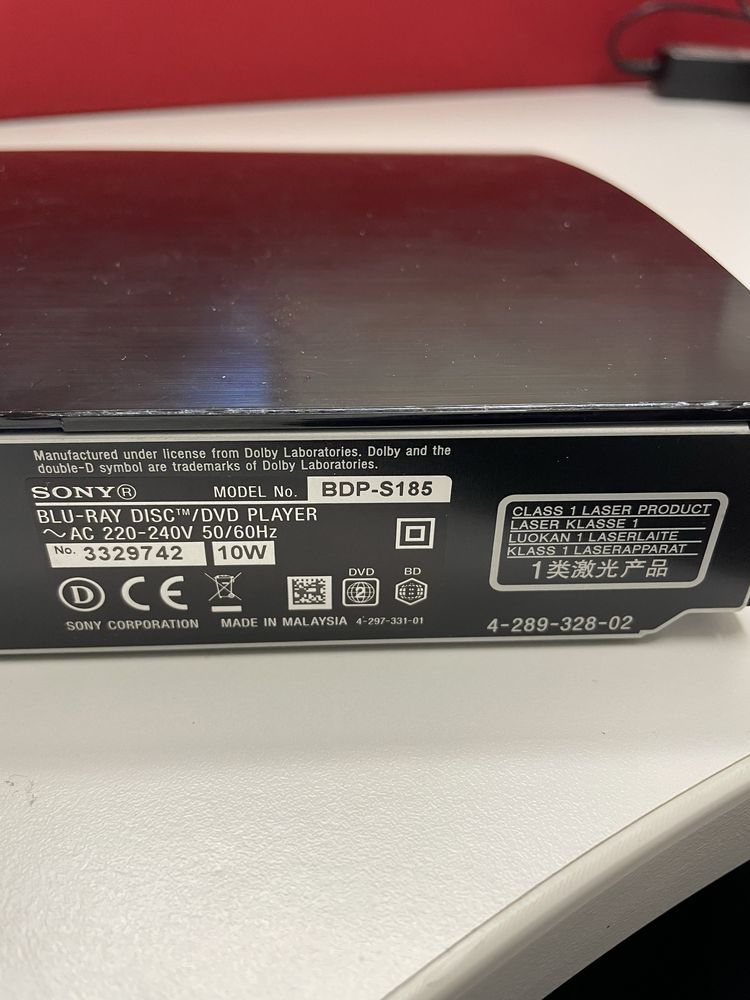 Manufactured under license from Dolby Laboratories. Dolby and the
double-D symbol are trademarks of Dolby Laboratories.
SONY® MODEL No. BDP-S185
BLU-RAY DISC™/DVD PLAYER
～AC 220-240V 50/60Hz
No. 3329742 10W
D CE DVD 2 BD
SONY CORPORATION MADE IN MALAYSIA 4-297-331-01
CLASS 1 LASER PRODUCT
LASER KLASSE 1
LUOKAN 1 LASERLAITE
KLASS 1 LASERAPPARAT
1类激光产品
4-289-328-02